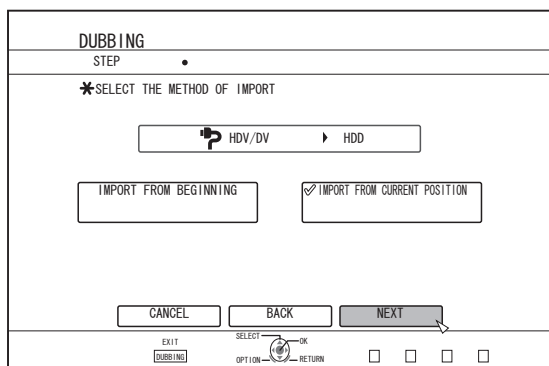 DUBBING
STEP
SELECT THE METHOD OF IMPORT
HDV/DV HDD
IMPORT FROM BEGINNING
IMPORT FROM CURRENT POSITION
CANCEL BACK NEXT
EXIT
DUBBING
SELECT OK
OPTION RETURN